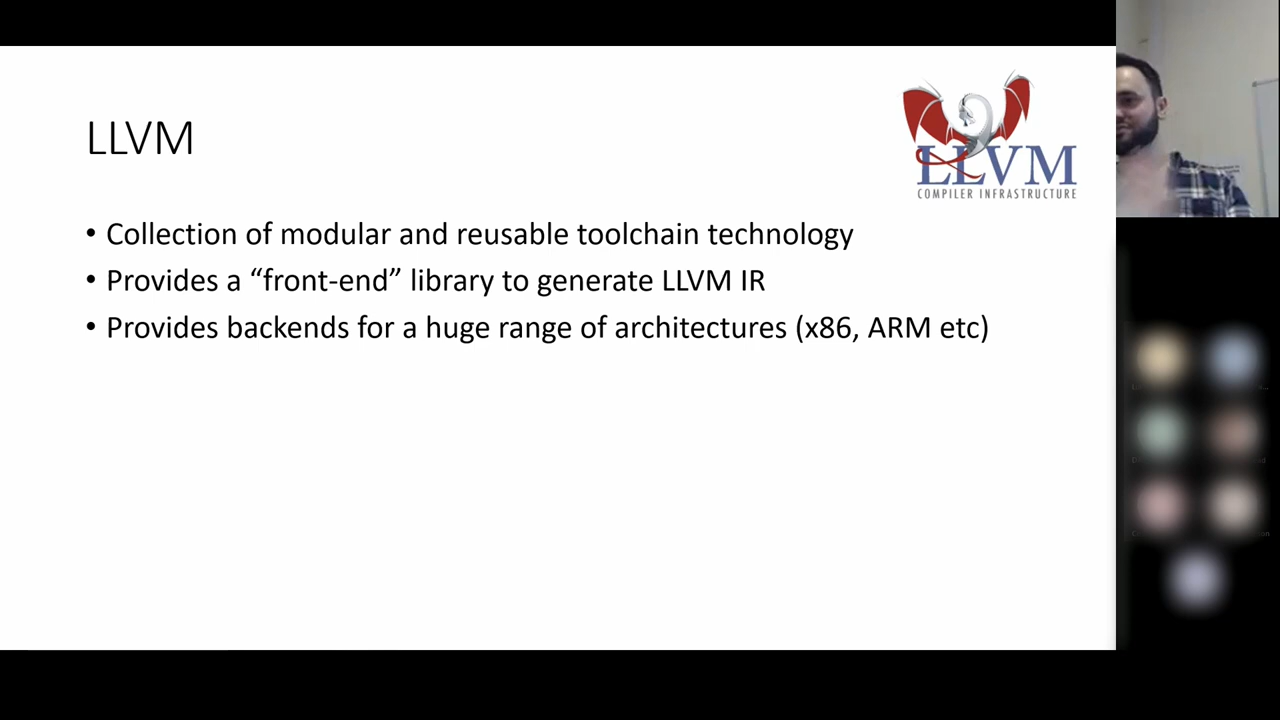 LLVM
LLVM
COMPILER INFRASTRUCTURE
• Collection of modular and reusable toolchain technology
• Provides a “front-end” library to generate LLVM IR
• Provides backends for a huge range of architectures (x86, ARM etc)